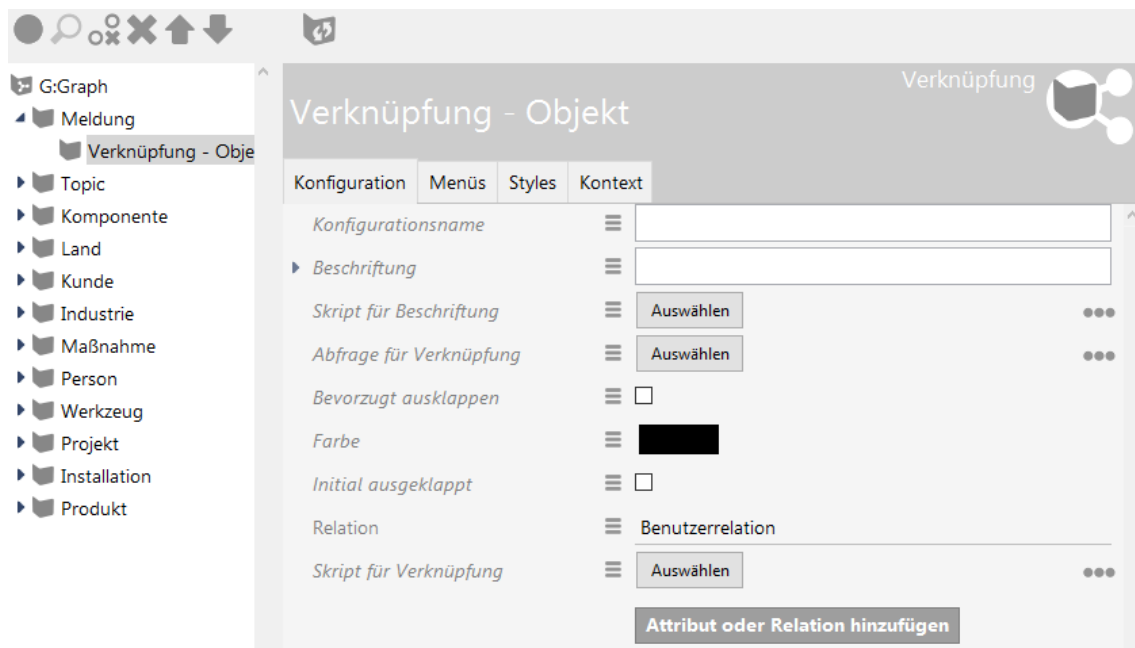 G:Graph
Meldung
Verknüpfung - Obje
Topic
Komponente
Land
Kunde
Industrie
Maßnahme
Person
Werkzeug
Projekt
Installation
Produkt
Verknüpfung
Verknüpfung - Objekt
Konfiguration Menüs Styles Kontext
Konfigurationsname
Beschriftung
Skript für Beschriftung Auswählen
Abfrage für Verknüpfung Auswählen
Bevorzugt ausklappen
Farbe
Initial ausgeklappt
Relation Benutzerrelation
Skript für Verknüpfung Auswählen
Attribut oder Relation hinzufügen